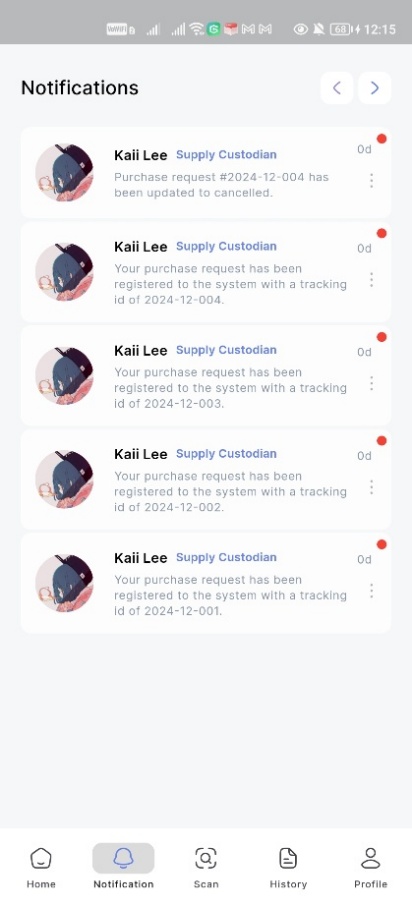 68
12:15
Notifications
Kaii Lee Supply Custodian
0d
Purchase request #2024-12-004 has
been updated to cancelled.
Kaii Lee Supply Custodian
0d
Your purchase request has been
registered to the system with a tracking
id of 2024-12-004.
Kaii Lee Supply Custodian
0d
Your purchase request has been
registered to the system with a tracking
id of 2024-12-003.
Kaii Lee Supply Custodian
0d
Your purchase request has been
registered to the system with a tracking
id of 2024-12-002.
Kaii Lee Supply Custodian
0d
Your purchase request has been
registered to the system with a tracking
id of 2024-12-001.
Home Notification Scan History Profile